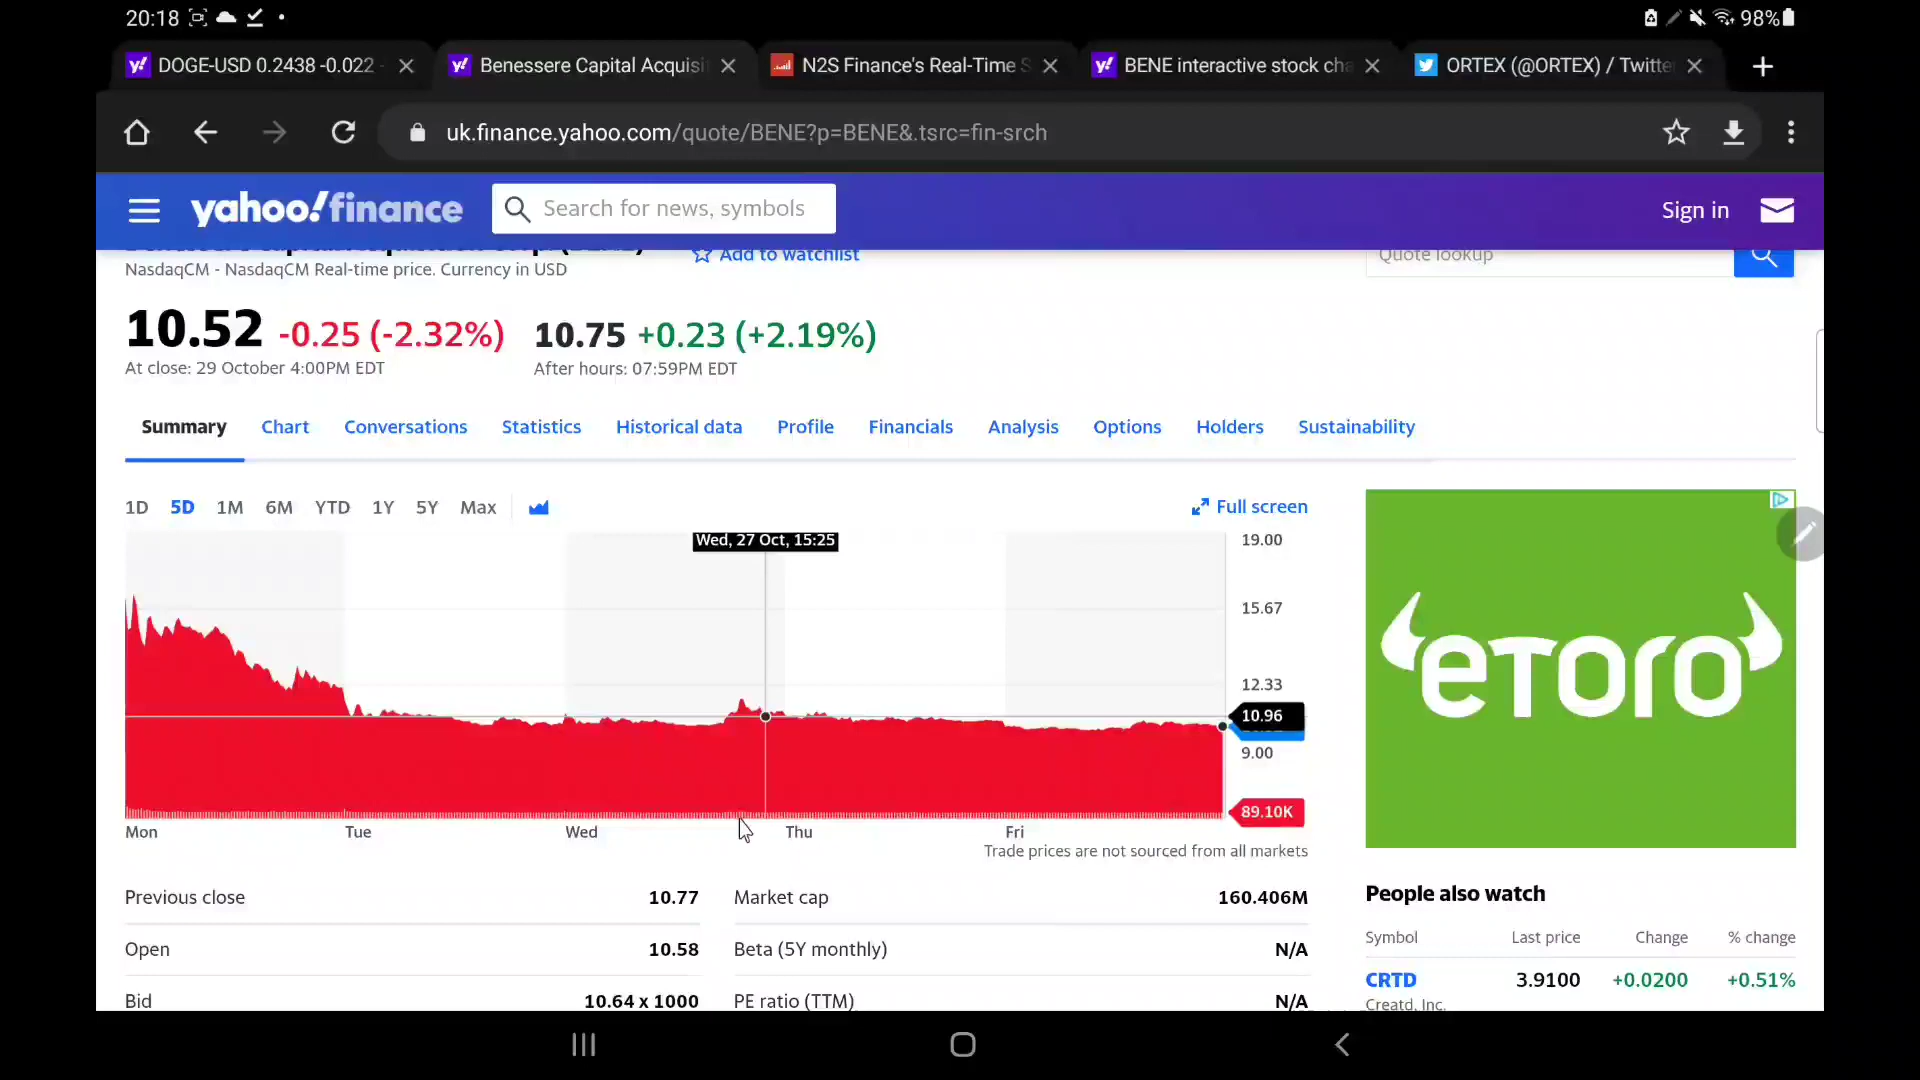 20:18
98%
DOGE-USD 0.2438 -0.022
Benessere Capital Acquisi
N2S Finance's Real-Time S
BENE interactive stock cha
ORTEX (@ORTEX) / Twitte
uk.finance.yahoo.com/quote/BENE?p=BENE&.tsrc=fin-srch
yahoo!finance
Search for news, symbols
Sign in
Add to watchlist
Quote lookup
NasdaqCM - NasdaqCM Real-time price. Currency in USD
10.52 -0.25 (-2.32%) 10.75 +0.23 (+2.19%)
At close: 29 October 4:00PM EDT
After hours: 07:59PM EDT
Summary Chart Conversations Statistics Historical data Profile Financials Analysis Options Holders Sustainability
1D 5D 1M 6M YTD 1Y 5Y Max
Full screen
Wed, 27 Oct, 15:25
19.00
15.67
12.33
10.96
9.00
89.10K
Mon Tue Wed Thu Fri
Trade prices are not sourced from all markets
eToro
Previous close 10.77
Market cap 160.406M
Open 10.58
Beta (5Y monthly) N/A
Bid 10.64 x 1000
PE ratio (TTM) N/A
People also watch
Symbol Last price Change % change
CRTD 3.9100 +0.0200 +0.51%
Creatd, Inc.